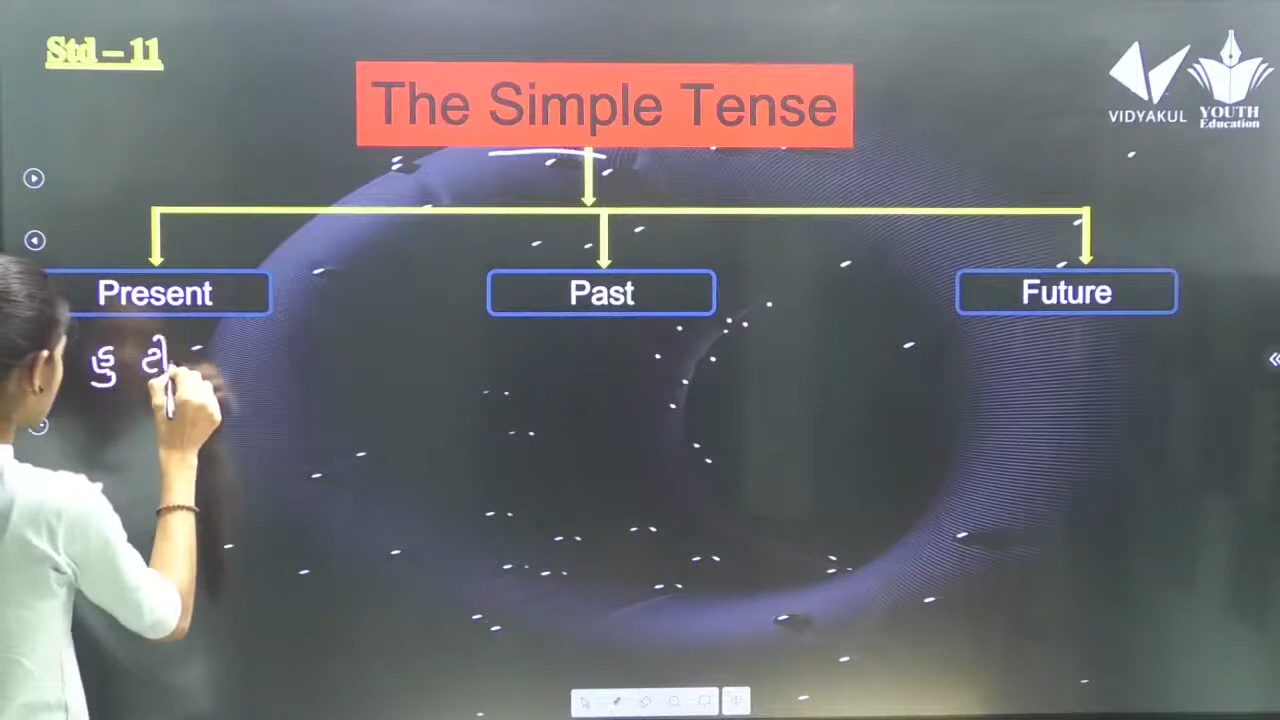 Std – 11
The Simple Tense
VIDYAKUL
YOUTH
Education
Present
Past
Future
હુ ટી